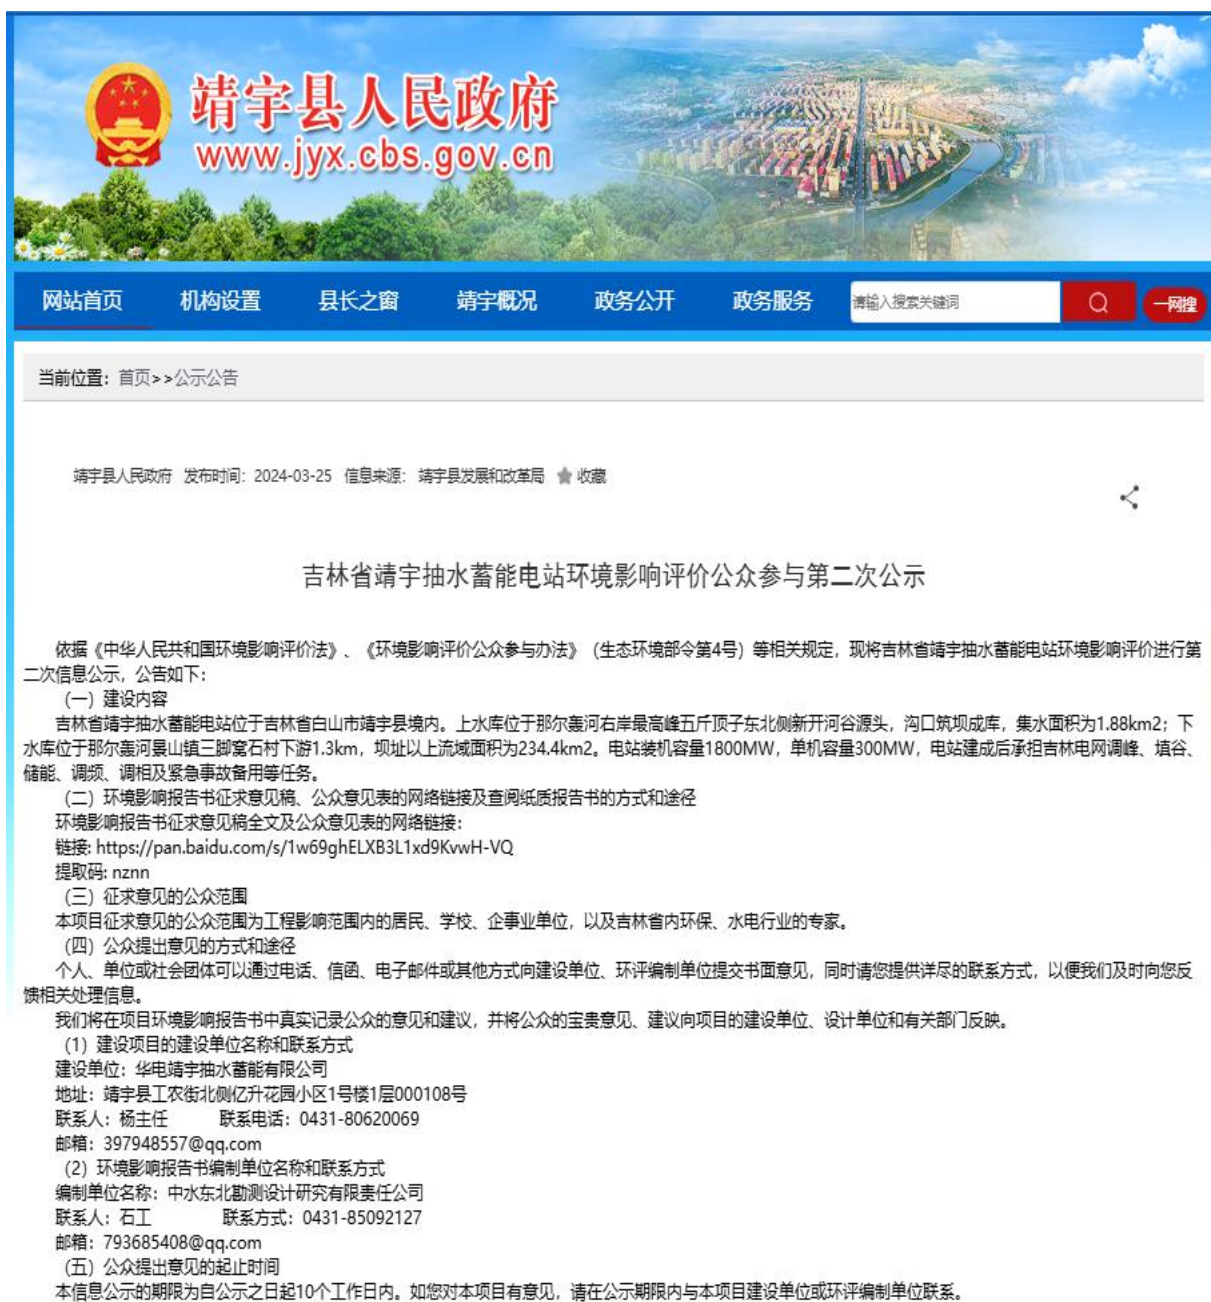 靖宇县人民政府
www.jyx.cbs.gov.cn
网站首页 机构设置 县长之窗 靖宇概况 政务公开 政务服务 请输入搜索关键词 一网搜
当前位置：首页>>公示公告
靖宇县人民政府 发布时间：2024-03-25 信息来源： 靖宇县发展和改革局 收藏
吉林省靖宇抽水蓄能电站环境影响评价公众参与第二次公示
依据《中华人民共和国环境影响评价法》、《环境影响评价公众参与办法》（生态环境部令第4号）等相关规定，现将吉林省靖宇抽水蓄能电站环境影响评价进行第
二次信息公示，公告如下：
（一）建设内容
吉林省靖宇抽水蓄能电站位于吉林省白山市靖宇县境内。上水库位于那尔轰河右岸最高峰五斤顶子东北侧新开河谷源头，沟口筑坝成库，集水面积为1.88km2；下
水库位于那尔轰河景山镇三脚窝石村下游1.3km，坝址以上流域面积为234.4km2。电站装机容量1800MW，单机容量300MW，电站建成后承担吉林电网调峰、填谷、
储能、调频、调相及紧急事故备用等任务。
（二）环境影响报告书征求意见稿、公众意见表的网络链接及查阅纸质报告书的方式和途径
环境影响报告书征求意见稿全文及公众意见表的网络链接：
链接: https://pan.baidu.com/s/1w69ghELXB3L1xd9KvwH-VQ
提取码: nznn
（三）征求意见的公众范围
本项目征求意见的公众范围为工程影响范围内的居民、学校、企事业单位，以及吉林省内环保、水电行业的专家。
（四）公众提出意见的方式和途径
个人、单位或社会团体可以通过电话、信函、电子邮件或其他方式向建设单位、环评编制单位提交书面意见，同时请您提供详尽的联系方式，以便我们及时向您反
馈相关处理信息。
我们将在项目环境影响报告书中真实记录公众的意见和建议，并将公众的宝贵意见、建议向项目的建设单位、设计单位和有关部门反映。
（1）建设项目的建设单位名称和联系方式
建设单位：华电靖宇抽水蓄能有限公司
地址：靖宇县工农街北侧亿升花园小区1号楼1层000108号
联系人：杨主任 联系电话：0431-80620069
邮箱：397948557@qq.com
（2）环境影响报告书编制单位名称和联系方式
编制单位名称：中水东北勘测设计研究有限责任公司
联系人：石工 联系方式：0431-85092127
邮箱：793685408@qq.com
（五）公众提出意见的起止时间
本信息公示的期限为自公示之日起10个工作日内。如您对本项目有意见，请在公示期限内与本项目建设单位或环评编制单位联系。